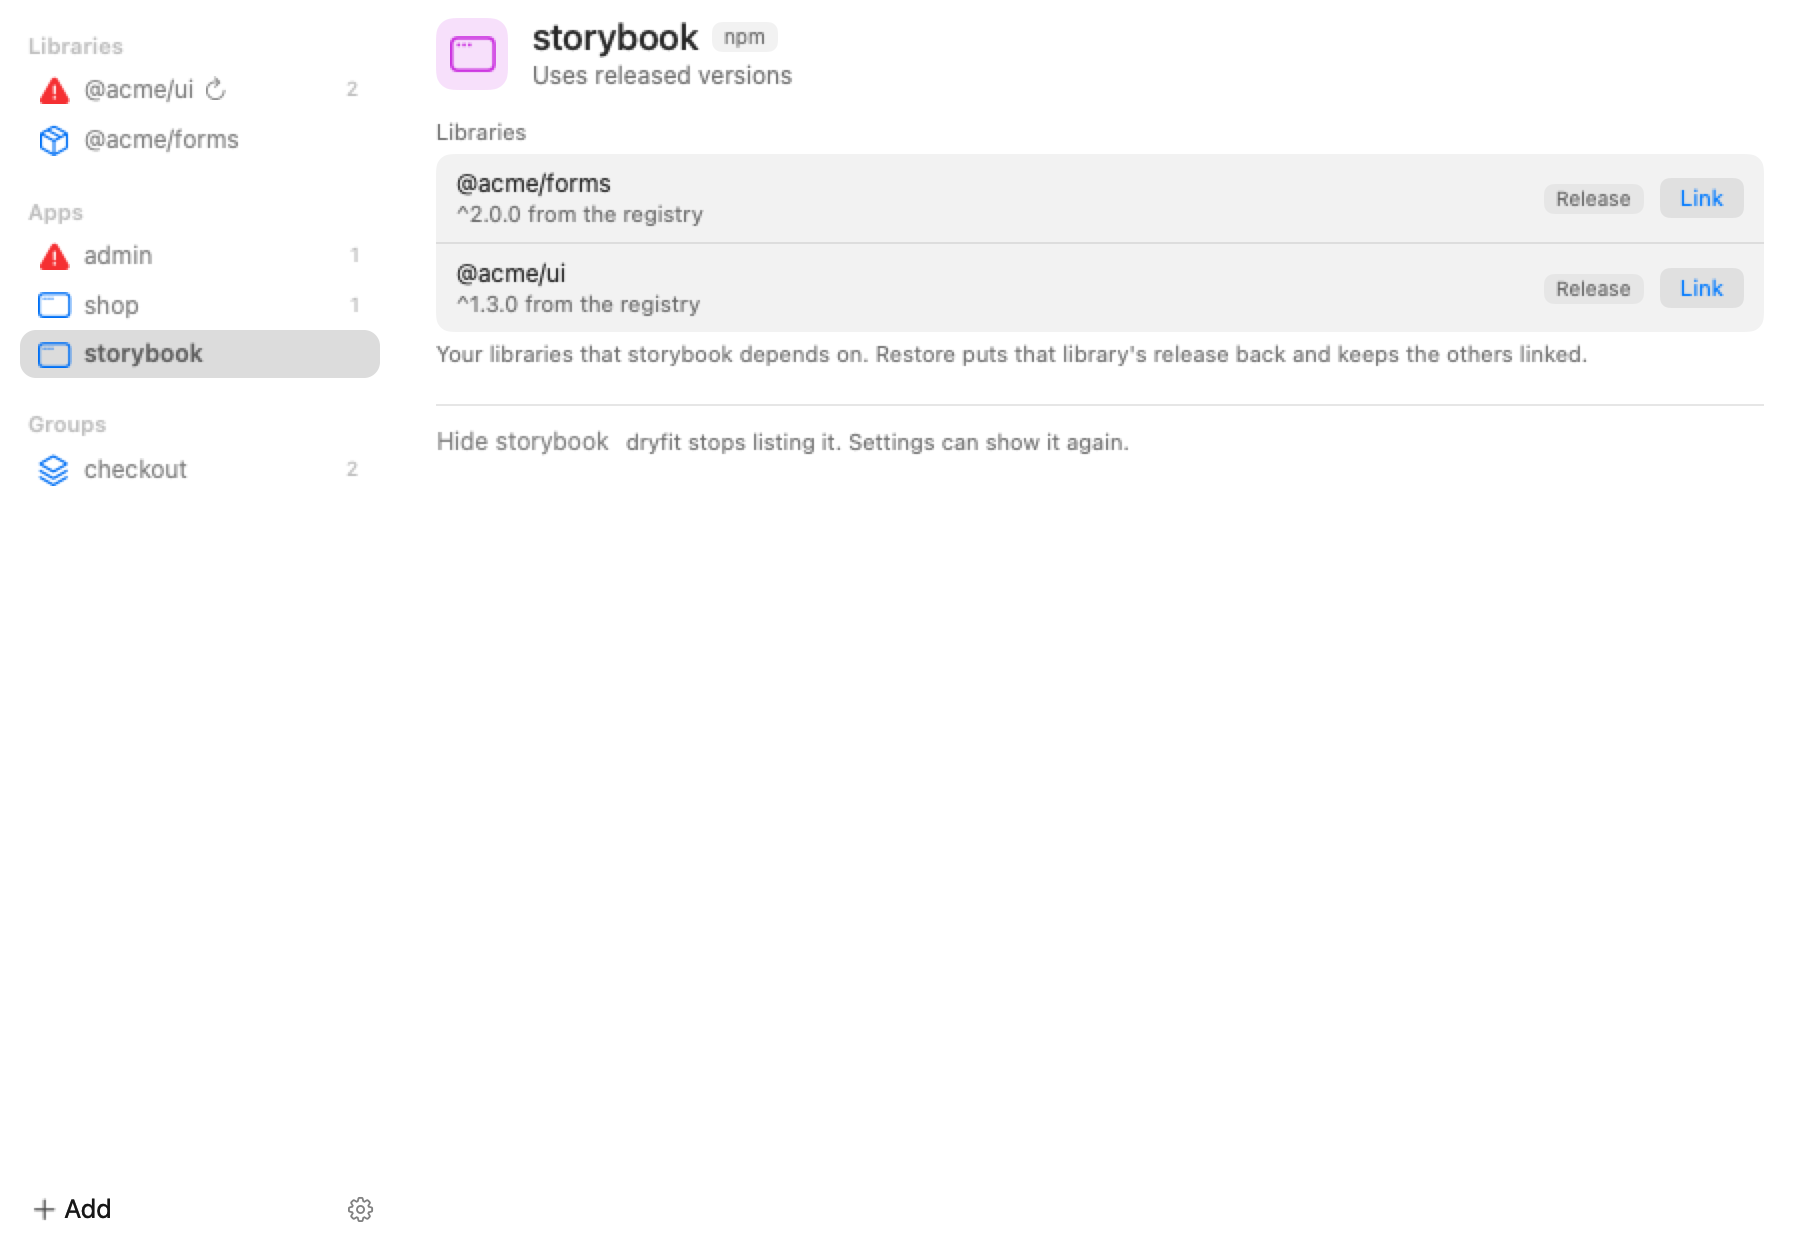 Libraries
@acme/ui 2
@acme/forms
Apps
admin 1
shop 1
storybook
Groups
checkout 2
+ Add
storybook npm
Uses released versions
Libraries
@acme/forms
^2.0.0 from the registry
Release Link
@acme/ui
^1.3.0 from the registry
Release Link
Your libraries that storybook depends on. Restore puts that library's release back and keeps the others linked.
Hide storybook dryfit stops listing it. Settings can show it again.